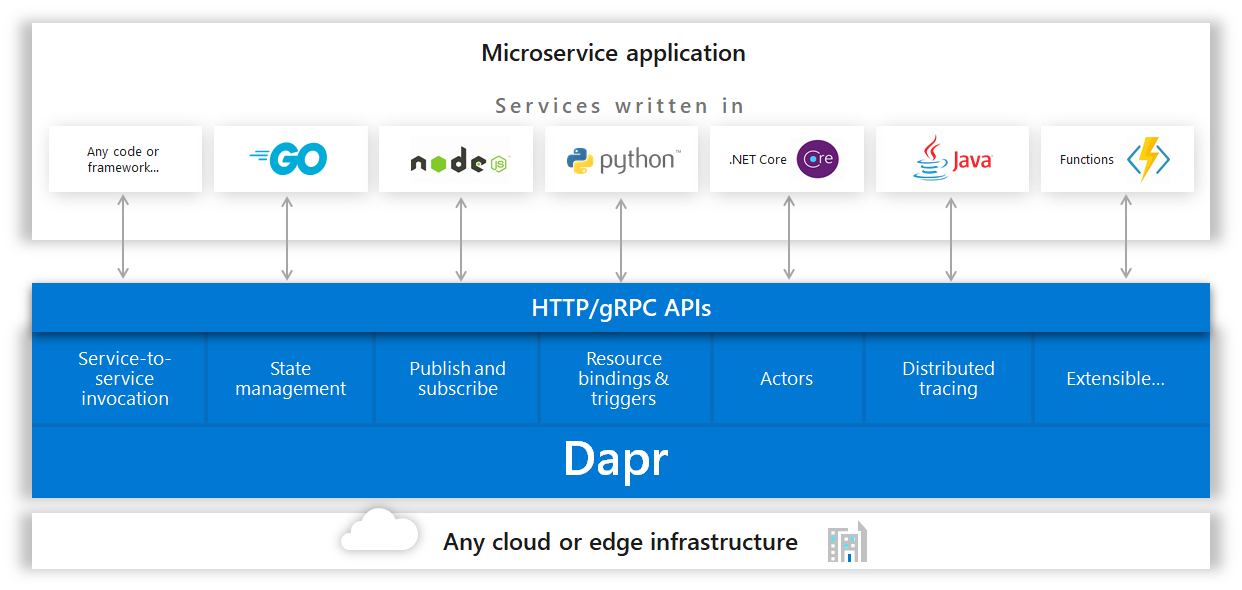 Microservice application
Services written in
Any code or
framework...
GO
node JS
python™
.NET Core
Core
Java
Functions
HTTP/gRPC APIs
Service-to-
service
invocation
State
management
Publish and
subscribe
Resource
bindings &
triggers
Actors
Distributed
tracing
Extensible...
Dapr
Any cloud or edge infrastructure